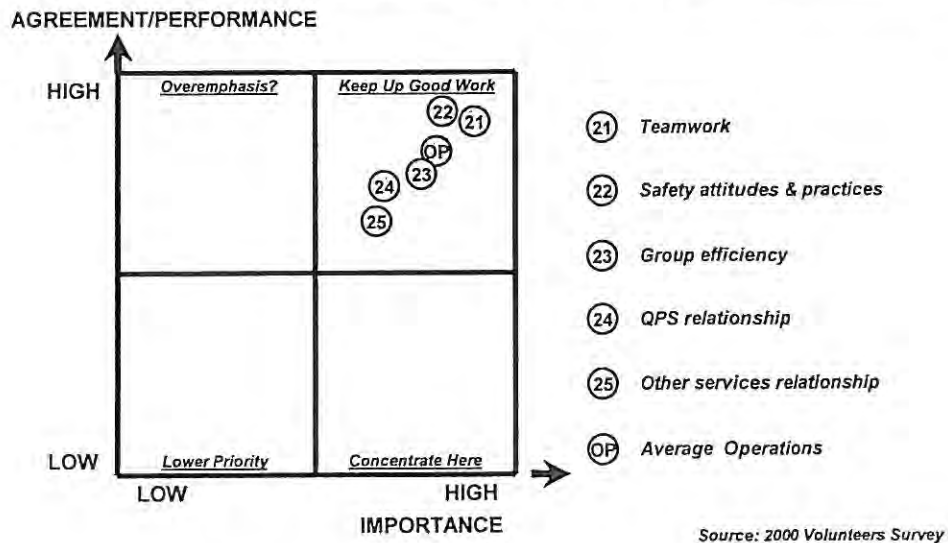 AGREEMENT/PERFORMANCE
HIGH
Overemphasis?
Keep Up Good Work
22
21
OP
23
24
25
LOW
Lower Priority
Concentrate Here
LOW
HIGH
IMPORTANCE
21 Teamwork
22 Safety attitudes & practices
23 Group efficiency
24 QPS relationship
25 Other services relationship
OP Average Operations
Source: 2000 Volunteers Survey